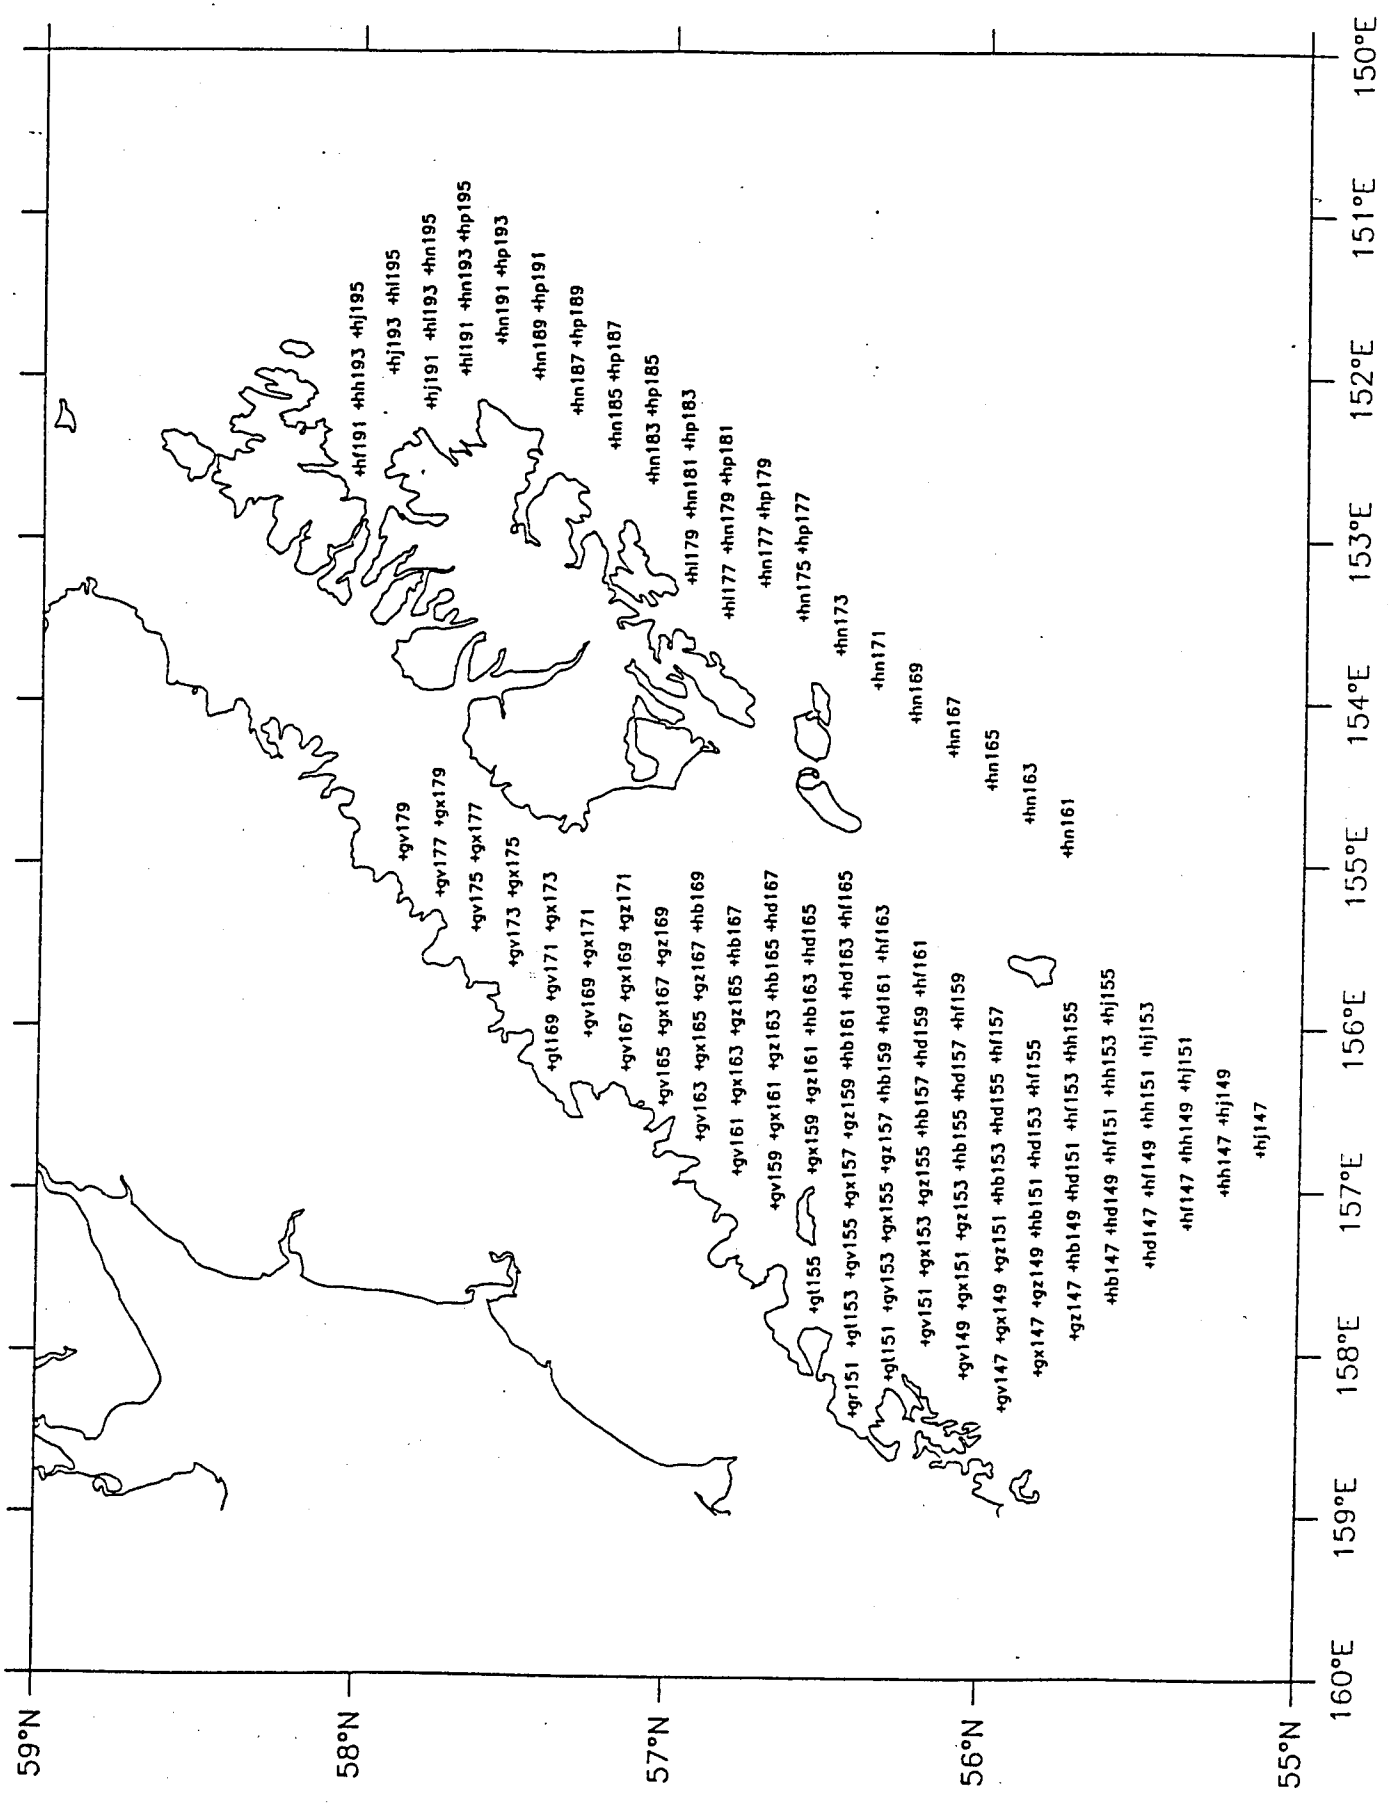 59°N
58°N
57°N
56°N
55°N
160°E
159°E
158°E
157°E
156°E
155°E
154°E
153°E
152°E
151°E
150°E
+hf191 +hh193 +hj195
+hj193 +hl195
+hj191 +hl193 +hn195
+hl191 +hn193 +hp195
+hn191 +hp193
+hn189 +hp191
+hn187 +hp189
+hn185 +hp187
+hn183 +hp185
+hl179 +hn181 +hp183
+hl177 +hn179 +hp181
+hn177 +hp179
+hn175 +hp177
+hn173
+hn171
+hn169
+hn167
+hn165
+hn163
+hn161
+gv179
+gv177 +gx179
+gv175 +gx177
+gv173 +gx175
+gt169 +gv171 +gx173
+gv169 +gx171
+gv167 +gx169 +gz171
+gv165 +gx167 +gz169
+gv163 +gx165 +gz167 +hb169
+gv161 +gx163 +gz165 +hb167
+gv159 +gx161 +gz163 +hb165 +hd167
+gt155 +gx159 +gz161 +hb163 +hd165
+gr151 +gt153 +gv155 +gx157 +gz159 +hb161 +hd163 +hf165
+gt151 +gv153 +gx155 +gz157 +hb159 +hd161 +hf163
+gv151 +gx153 +gz155 +hb157 +hd159 +hf161
+gv149 +gx151 +gz153 +hb155 +hd157 +hf159
+gv147 +gx149 +gz151 +hb153 +hd155 +hf157
+gx147 +gz149 +hb151 +hd153 +hf155
+gz147 +hb149 +hd151 +hf153 +hh155
+hb147 +hd149 +hf151 +hh153 +hj155
+hd147 +hf149 +hh151 +hj153
+hf147 +hh149 +hj151
+hh147 +hj149
+hj147